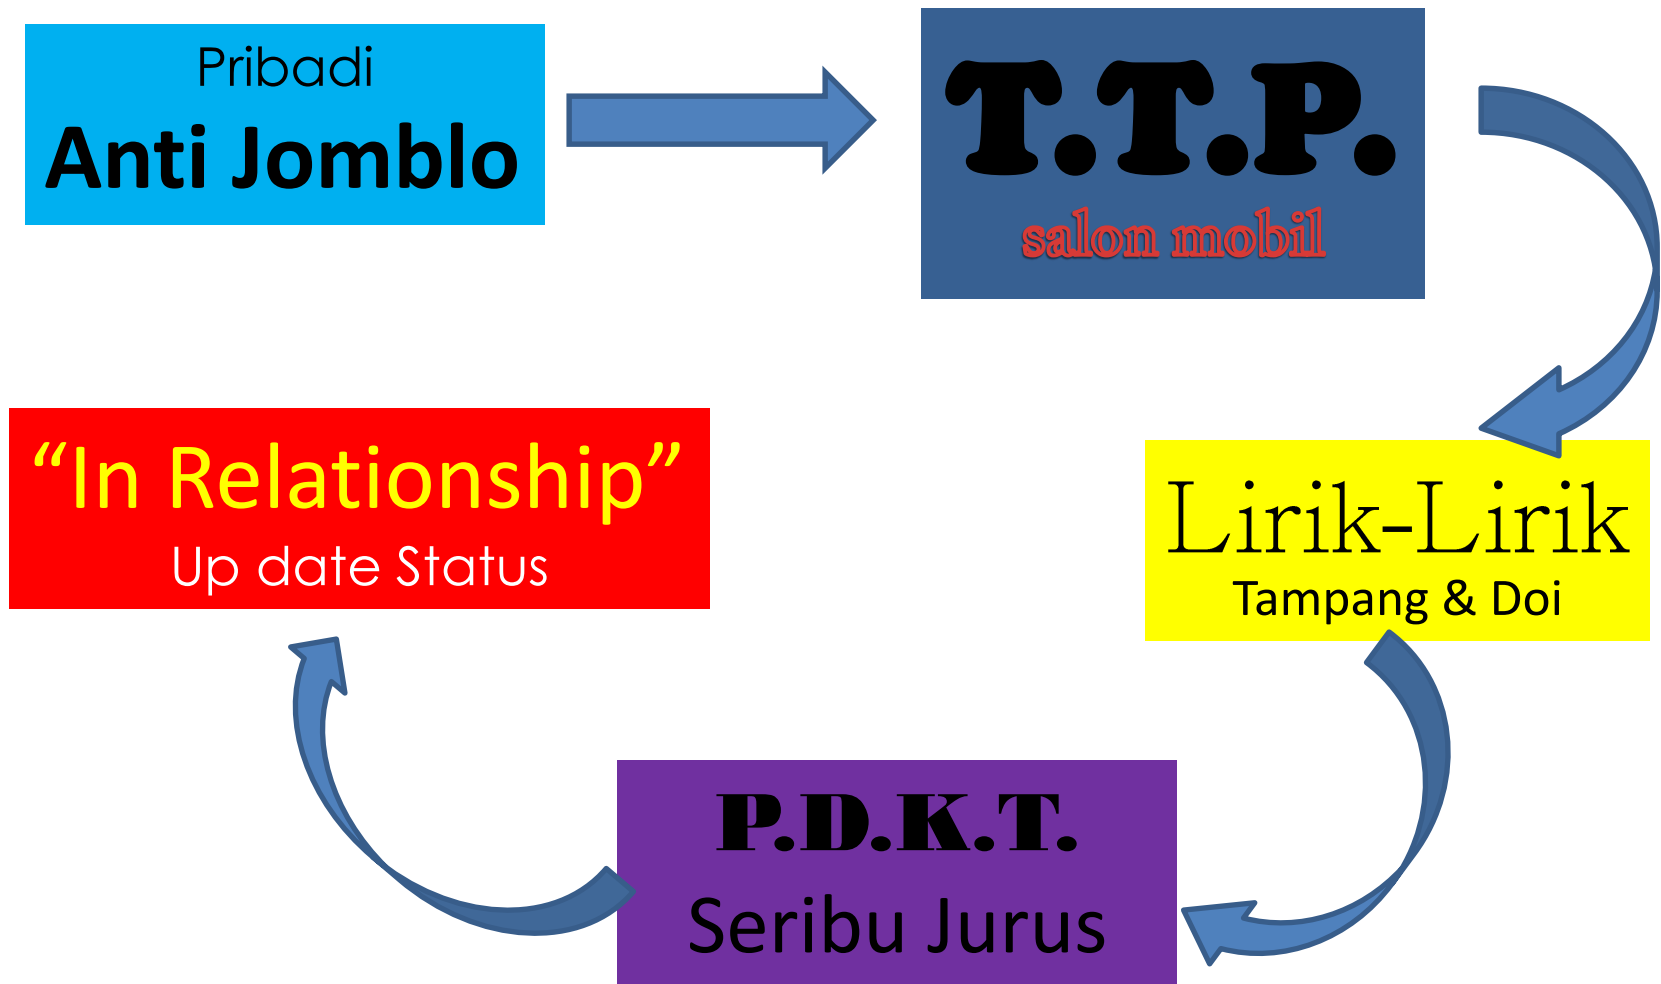 Pribadi
Anti Jomblo
T.T.P.
salon mobil
Lirik-Lirik
Tampang & Doi
P.D.K.T.
Seribu Jurus
“In Relationship”
Up date Status